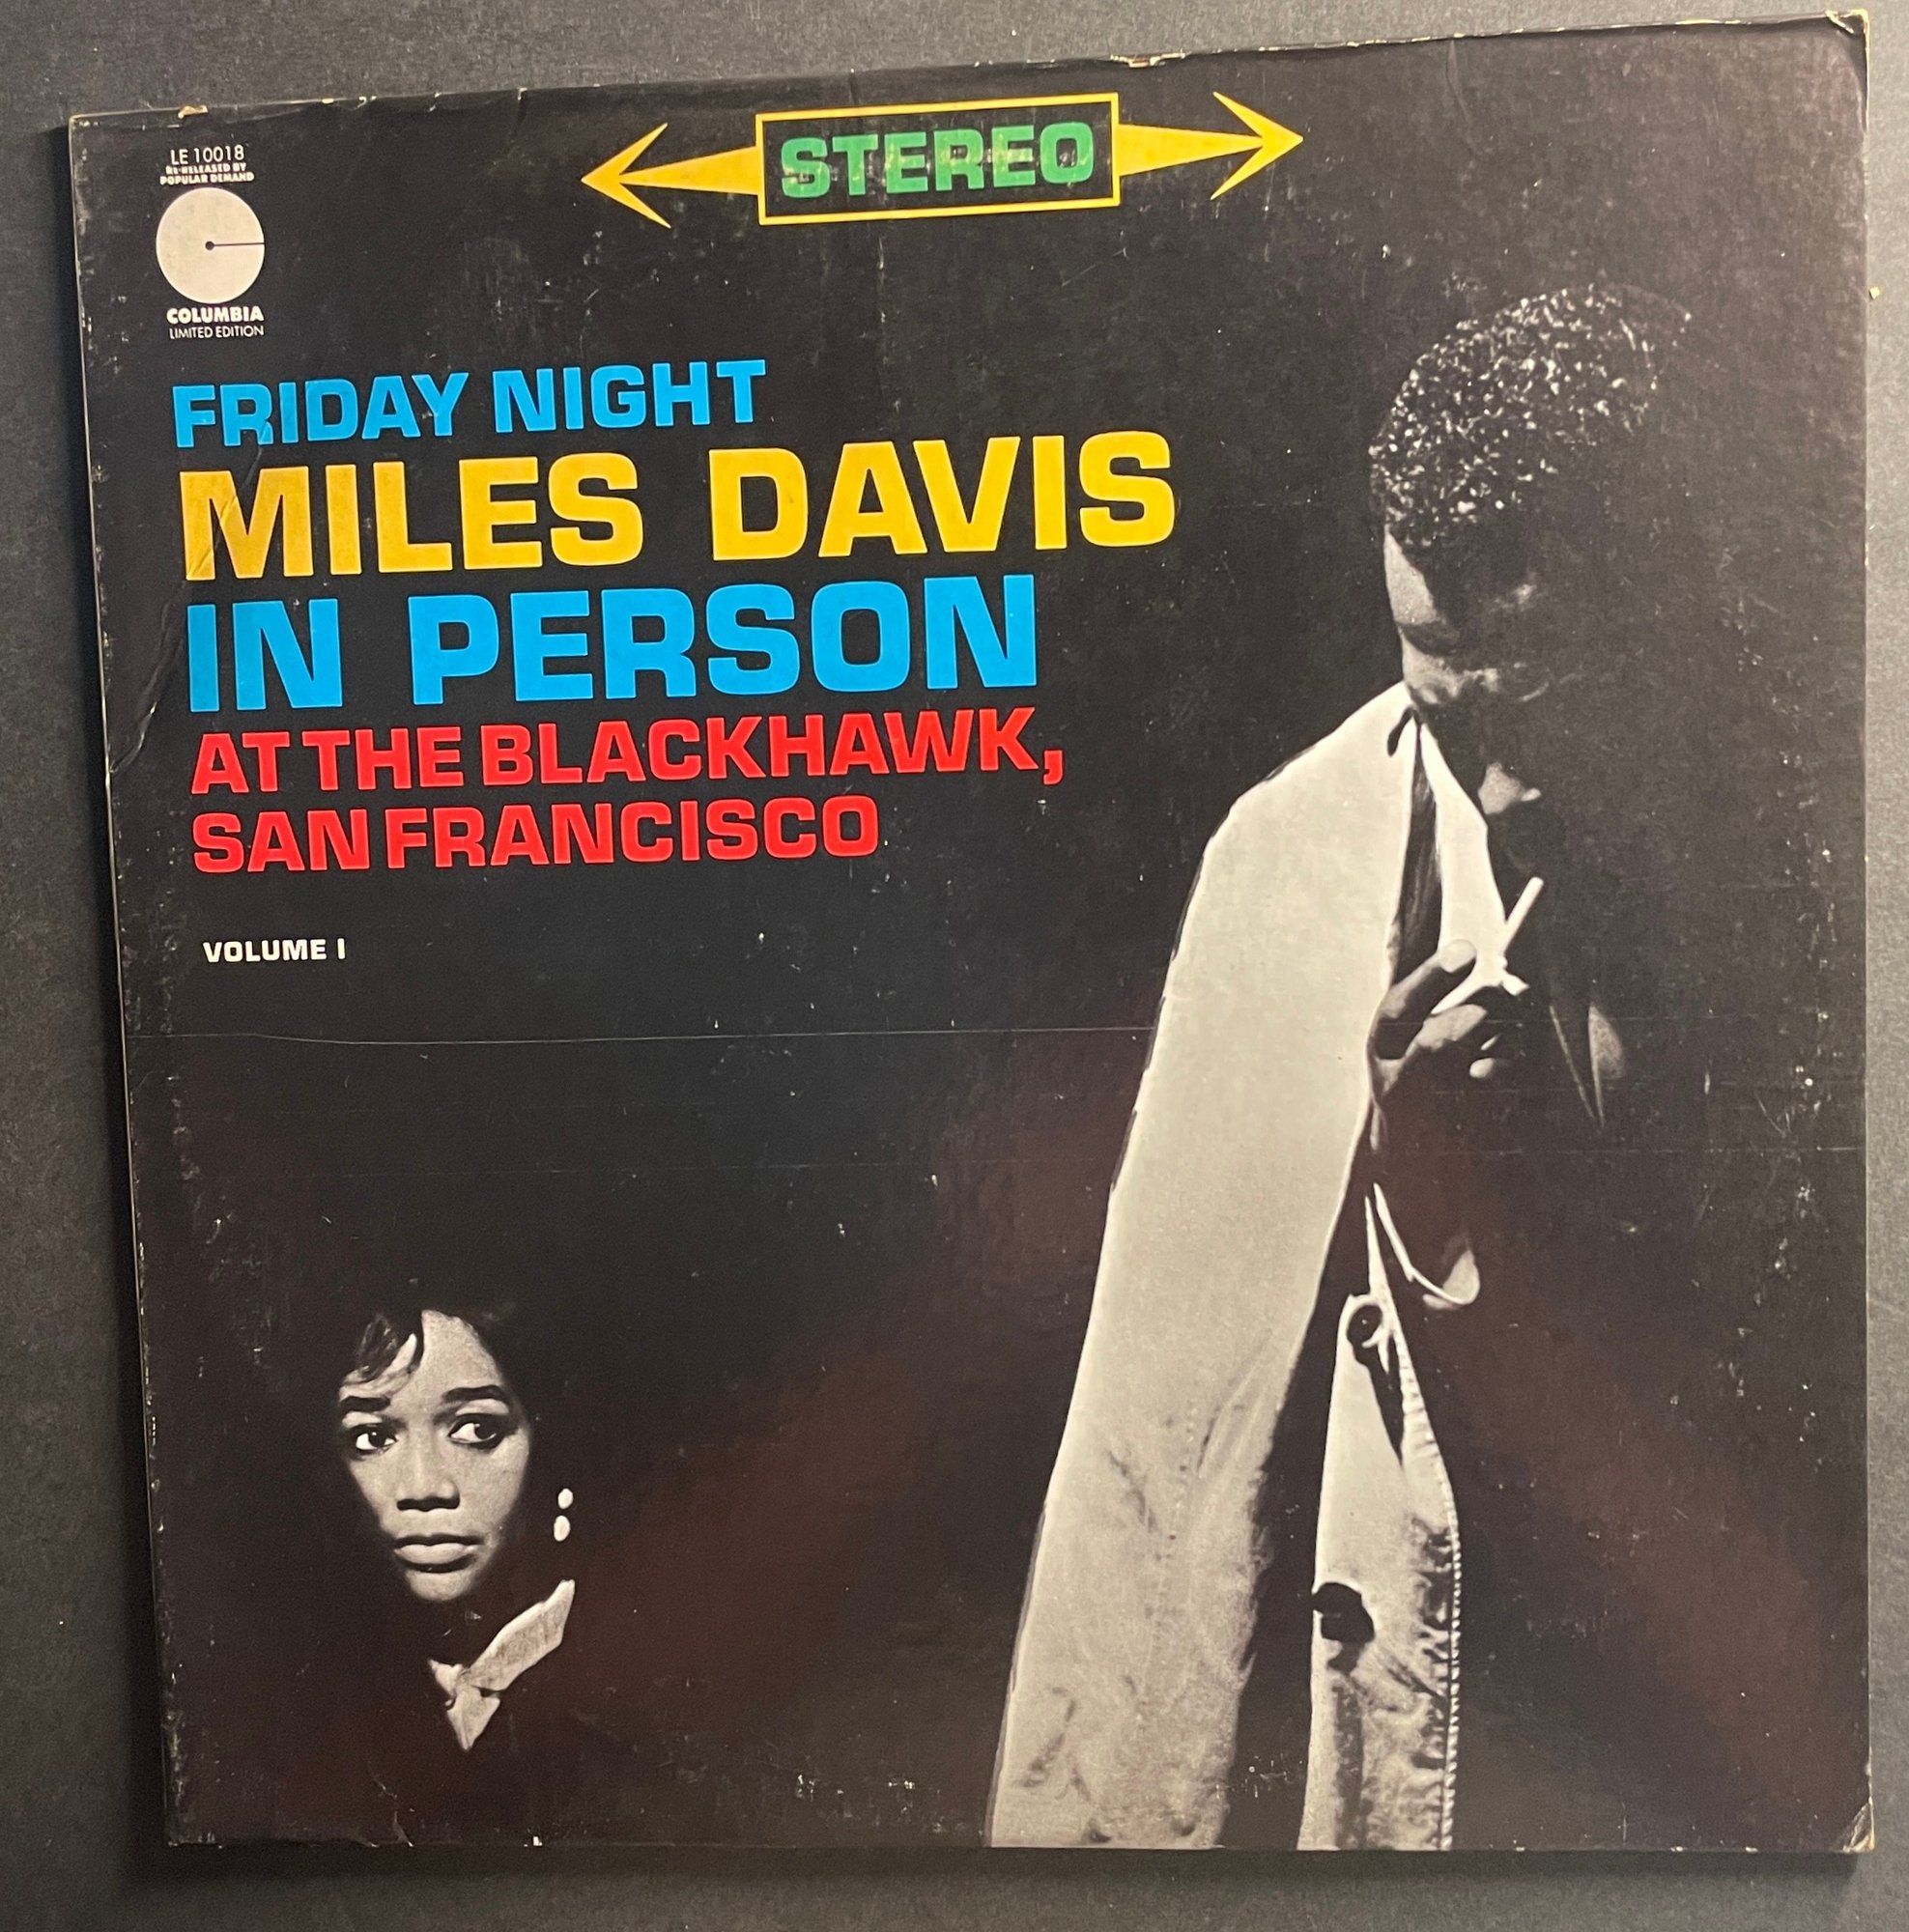 STEREO
LE 10018
RE-RELEASED BY
POPULAR DEMAND
COLUMBIA
LIMITED EDITION
FRIDAY NIGHT
MILES DAVIS
IN PERSON
AT THE BLACKHAWK,
SAN FRANCISCO
VOLUME I